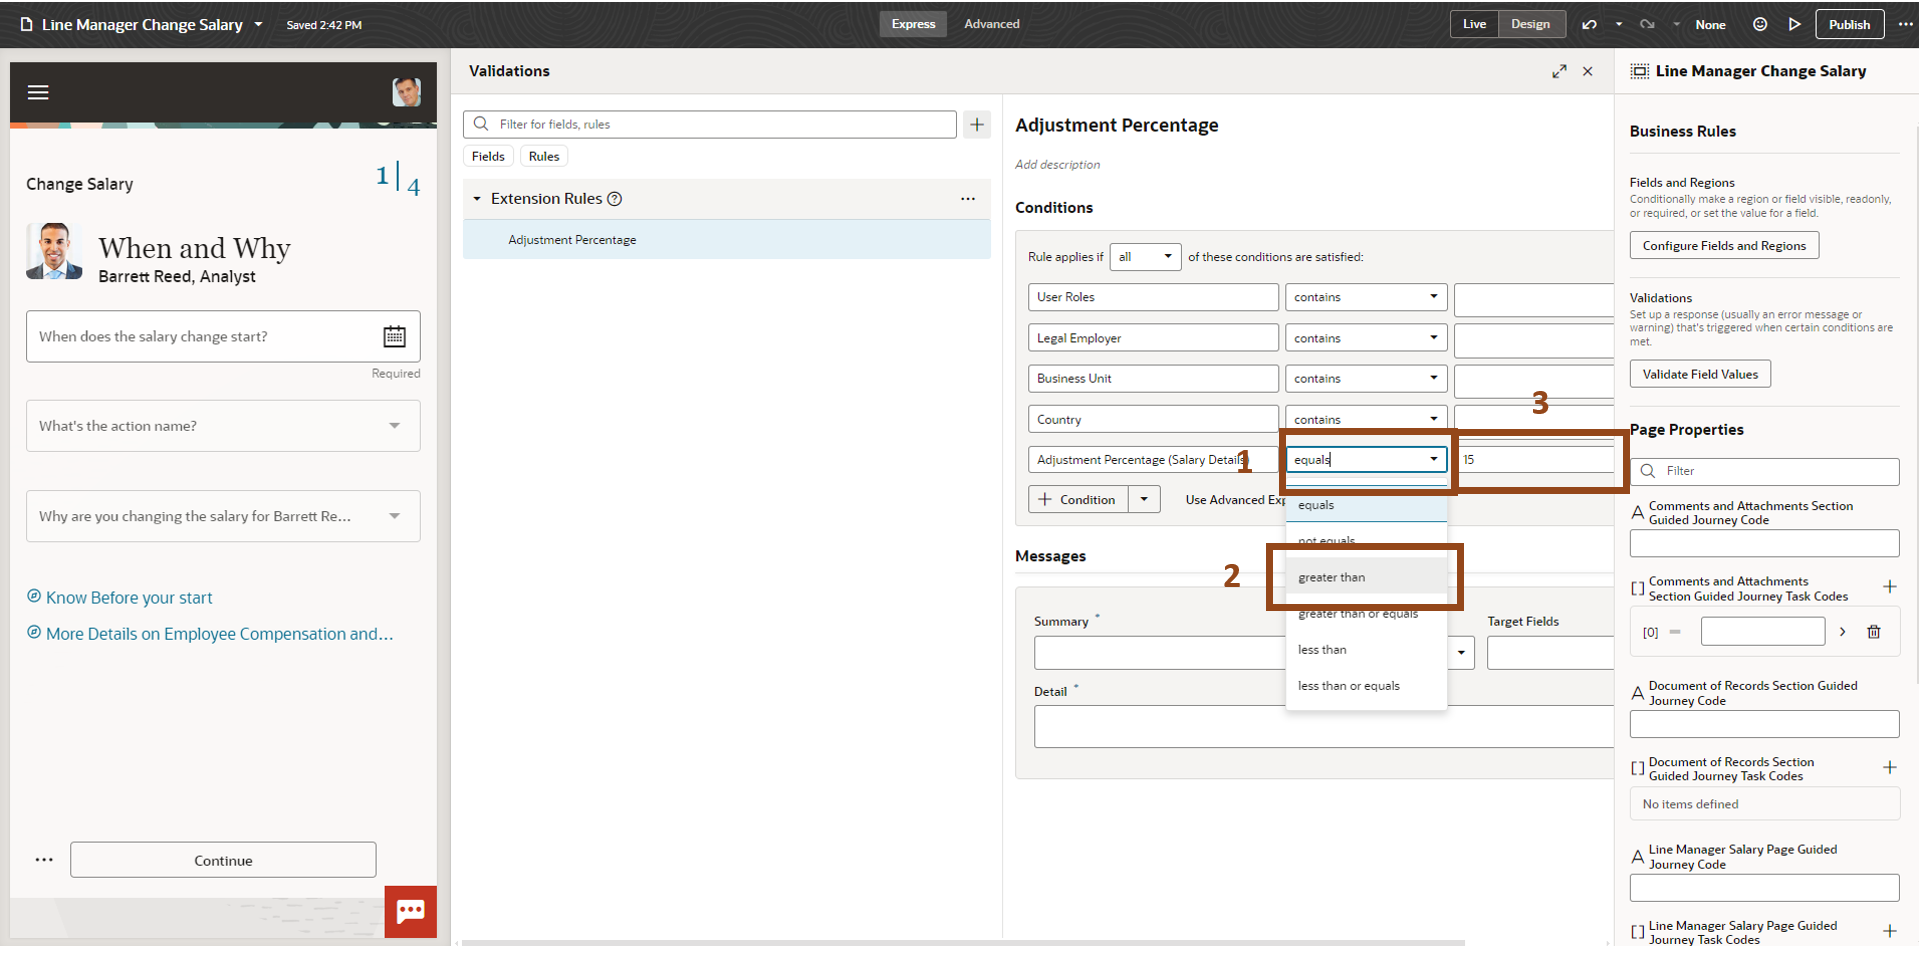 Line Manager Change Salary
Saved 2:42 PM
Express
Advanced
Live
Design
None
Publish
Change Salary
1
4
When and Why
Barrett Reed, Analyst
When does the salary change start?
Required
What's the action name?
Why are you changing the salary for Barrett Re...
Know Before your start
More Details on Employee Compensation and...
Continue
Validations
Filter for fields, rules
Fields
Rules
Extension Rules
Adjustment Percentage
Adjustment Percentage
Add description
Conditions
Rule applies if
all
of these conditions are satisfied:
User Roles
contains
Legal Employer
contains
Business Unit
contains
Country
contains
3
Adjustment Percentage (Salary Details)
1
equals
15
Condition
Use Advanced Exp
equals
not equals
2
greater than
greater than or equals
less than
less than or equals
Messages
Summary *
Target Fields
Detail *
Line Manager Change Salary
Business Rules
Fields and Regions
Conditionally make a region or field visible, readonly,
or required, or set the value for a field.
Configure Fields and Regions
Validations
Set up a response (usually an error message or
warning) that's triggered when certain conditions are
met.
Validate Field Values
Page Properties
Filter
A Comments and Attachments Section
Guided Journey Code
[] Comments and Attachments
Section Guided Journey Task Codes
[0]
A Document of Records Section Guided
Journey Code
[] Document of Records Section
Guided Journey Task Codes
No items defined
A Line Manager Salary Page Guided
Journey Code
[] Line Manager Salary Page Guided
Journey Task Codes